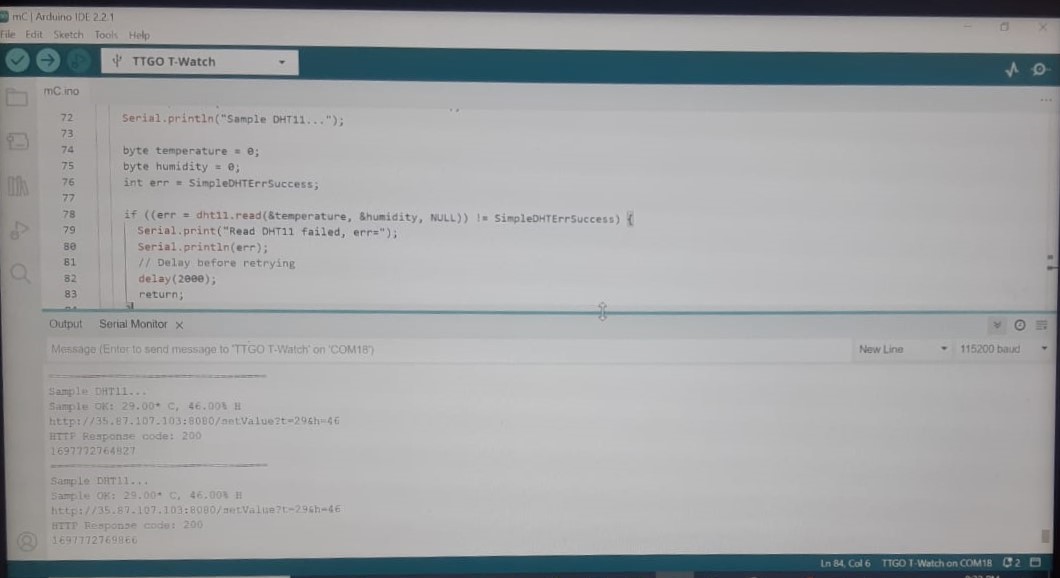 mC | Arduino IDE 2.2.1
File Edit Sketch Tools Help
TTGO T-Watch
mC.ino
72 Serial.println("Sample DHT11...");
73
74 byte temperature = 0;
75 byte humidity = 0;
76 int err = SimpleDHTErrSuccess;
77
78 if ((err = dht11.read(&temperature, &humidity, NULL)) != SimpleDHTErrSuccess) {
79 Serial.print("Read DHT11 failed, err=");
80 Serial.println(err);
81 // Delay before retrying
82 delay(2000);
83 return;
Output Serial Monitor x
Message (Enter to send message to 'TTGO T-Watch' on 'COM18') New Line 115200 baud
Sample DHT11...
Sample OK: 29.00* C, 46.00% H
http://35.87.107.103:8080/setValue?t=29&h=46
HTTP Response code: 200
1697772764827
Sample DHT11...
Sample OK: 29.00* C, 46.00% H
http://35.87.107.103:8080/setValue?t=29&h=46
HTTP Response code: 200
1697772769866
Ln 84, Col 6 TTGO T-Watch on COM18 2